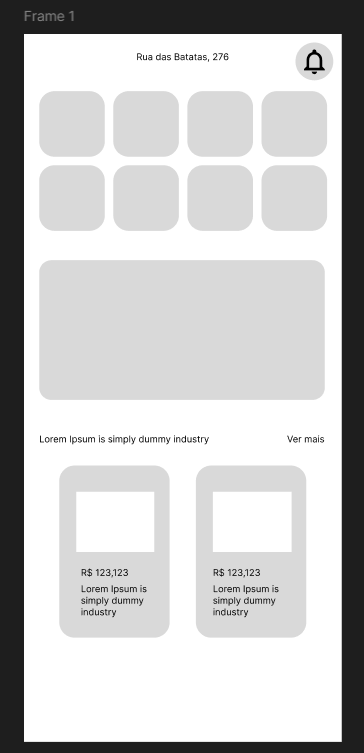 Frame 1
Rua das Batatas, 276
Lorem Ipsum is simply dummy industry
Ver mais
R$ 123,123
Lorem Ipsum is
simply dummy
industry
R$ 123,123
Lorem Ipsum is
simply dummy
industry